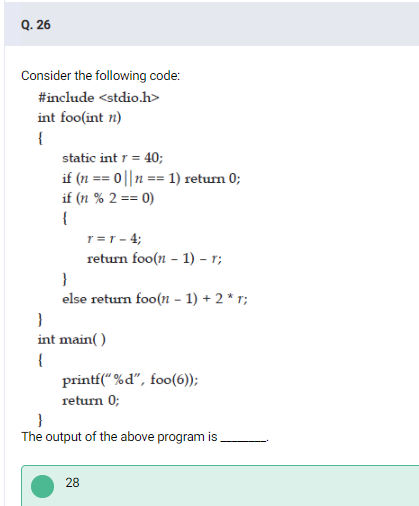 Q. 26
Consider the following code:
#include <stdio.h>
int foo(int n)
{
static int r = 40;
if (n == 0||n == 1) return 0;
if (n % 2 == 0)
{
r = r – 4;
return foo(n – 1) – r;
}
else return foo(n – 1) + 2 * r;
}
int main( )
{
printf(“%d”, foo(6));
return 0;
}
The output of the above program is ________.
28